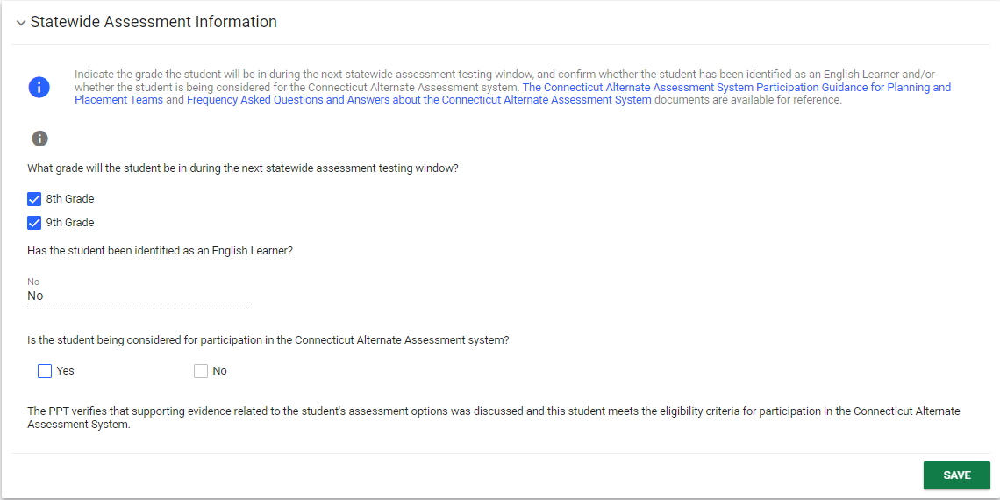 Statewide Assessment Information
Indicate the grade the student will be in during the next statewide assessment testing window, and confirm whether the student has been identified as an English Learner and/or
whether the student is being considered for the Connecticut Alternate Assessment system. The Connecticut Alternate Assessment System Participation Guidance for Planning and
Placement Teams and Frequency Asked Questions and Answers about the Connecticut Alternate Assessment System documents are available for reference.
What grade will the student be in during the next statewide assessment testing window?
8th Grade
9th Grade
Has the student been identified as an English Learner?
No
No
Is the student being considered for participation in the Connecticut Alternate Assessment system?
Yes No
The PPT verifies that supporting evidence related to the student's assessment options was discussed and this student meets the eligibility criteria for participation in the Connecticut Alternate
Assessment System.
SAVE